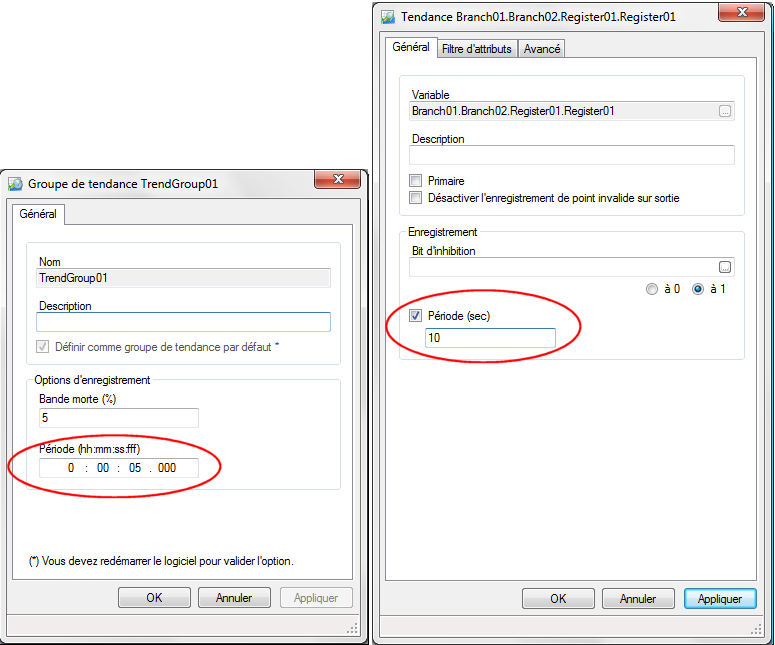 Groupe de tendance TrendGroup01
Général
Nom
TrendGroup01
Description
Définir comme groupe de tendance par défaut *
Options d'enregistrement
Bande morte (%)
5
Période (hh:mm:ss.fff)
0 : 00 : 05 . 000
(*) Vous devez redémarrer le logiciel pour valider l'option.
OK Annuler Appliquer
Tendance Branch01.Branch02.Register01.Register01
Général Filtre d'attributs Avancé
Variable
Branch01.Branch02.Register01.Register01
...
Description
Primaire
Désactiver l'enregistrement de point invalide sur sortie
Enregistrement
Bit d'inhibition
...
à 0 à 1
Période (sec)
10
OK Annuler Appliquer